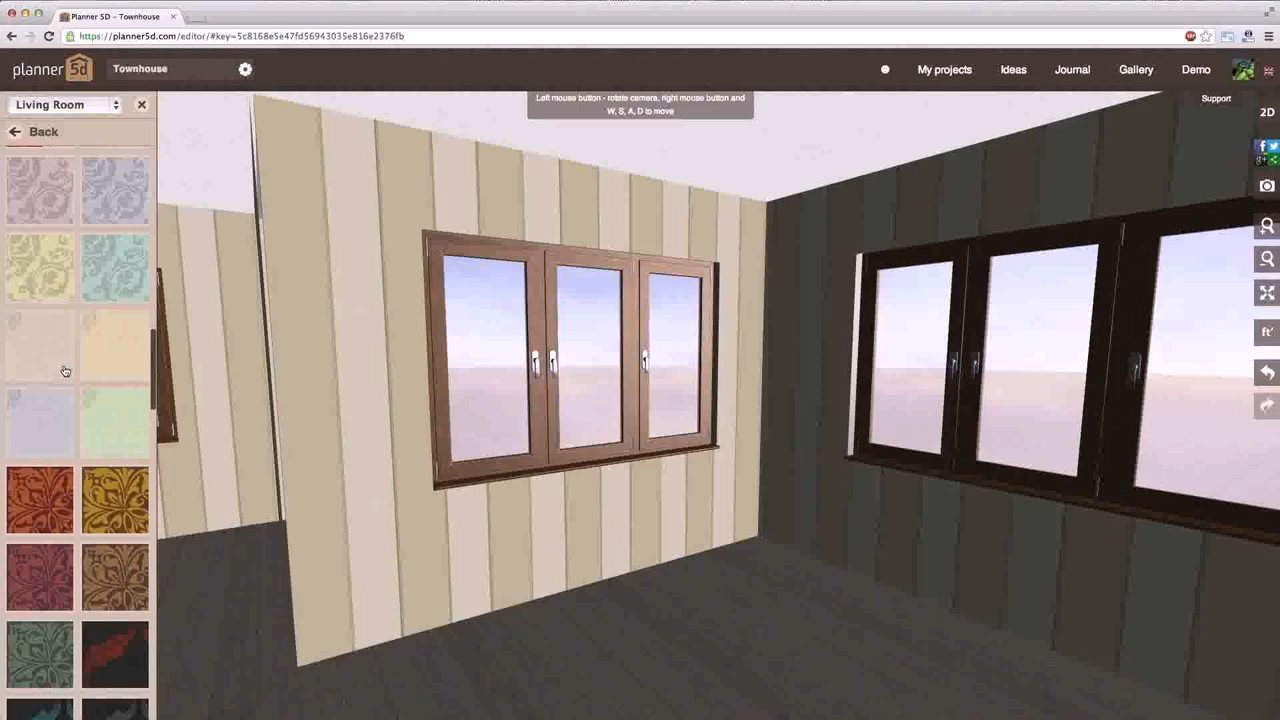 Planner 5D – Townhouse
https://planner5d.com/editor/#key=5c8168e5e47fd56943035e816e2376fb
planner 5d
Townhouse
My projects
Ideas
Journal
Gallery
Demo
Living Room
Back
Left mouse button - rotate camera, right mouse button and
W, S, A, D to move
Support
2D
ft'